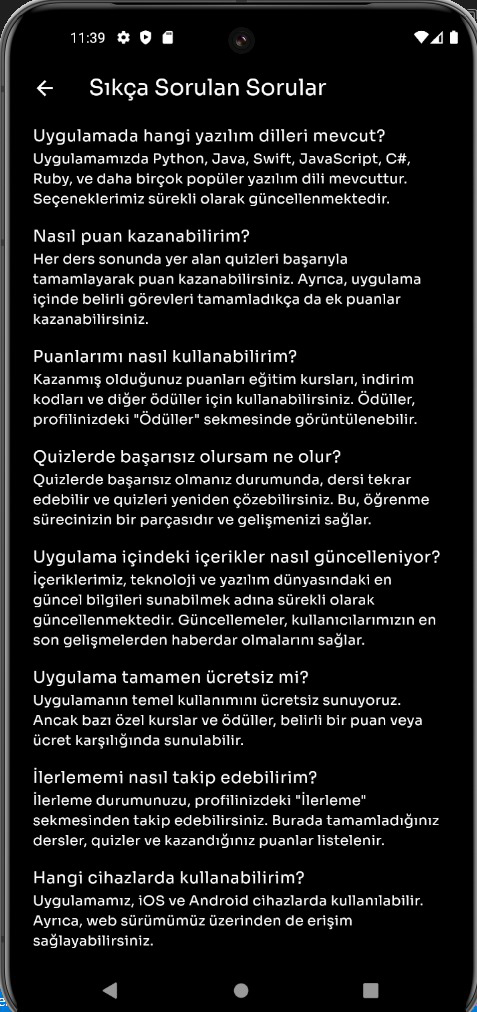 11:39
Sıkça Sorulan Sorular
Uygulamada hangi yazılım dilleri mevcut?
Uygulamamızda Python, Java, Swift, JavaScript, C#,
Ruby, ve daha birçok popüler yazılım dili mevcuttur.
Seçeneklerimiz sürekli olarak güncellenmektedir.
Nasıl puan kazanabilirim?
Her ders sonunda yer alan quizleri başarıyla
tamamlayarak puan kazanabilirsiniz. Ayrıca, uygulama
içinde belirli görevleri tamamladıkça da ek puanlar
kazanabilirsiniz.
Puanlarımı nasıl kullanabilirim?
Kazanmış olduğunuz puanları eğitim kursları, indirim
kodları ve diğer ödüller için kullanabilirsiniz. Ödüller,
profilinizdeki "Ödüller" sekmesinde görüntülenebilir.
Quizlerde başarısız olursam ne olur?
Quizlerde başarısız olmanız durumunda, dersi tekrar
edebilir ve quizleri yeniden çözebilirsiniz. Bu, öğrenme
sürecinizin bir parçasıdır ve gelişmenizi sağlar.
Uygulama içindeki içerikler nasıl güncelleniyor?
İçeriklerimiz, teknoloji ve yazılım dünyasındaki en
güncel bilgileri sunabilmek adına sürekli olarak
güncellenmektedir. Güncellemeler, kullanıcılarımızın en
son gelişmelerden haberdar olmalarını sağlar.
Uygulama tamamen ücretsiz mi?
Uygulamanın temel kullanımını ücretsiz sunuyoruz.
Ancak bazı özel kurslar ve ödüller, belirli bir puan veya
ücret karşılığında sunulabilir.
İlerlememi nasıl takip edebilirim?
İlerleme durumunuzu, profilinizdeki "İlerleme"
sekmesinden takip edebilirsiniz. Burada tamamladığınız
dersler, quizler ve kazandığınız puanlar listelenir.
Hangi cihazlarda kullanabilirim?
Uygulamamız, iOS ve Android cihazlarda kullanılabilir.
Ayrıca, web sürümümüz üzerinden de erişim
sağlayabilirsiniz.